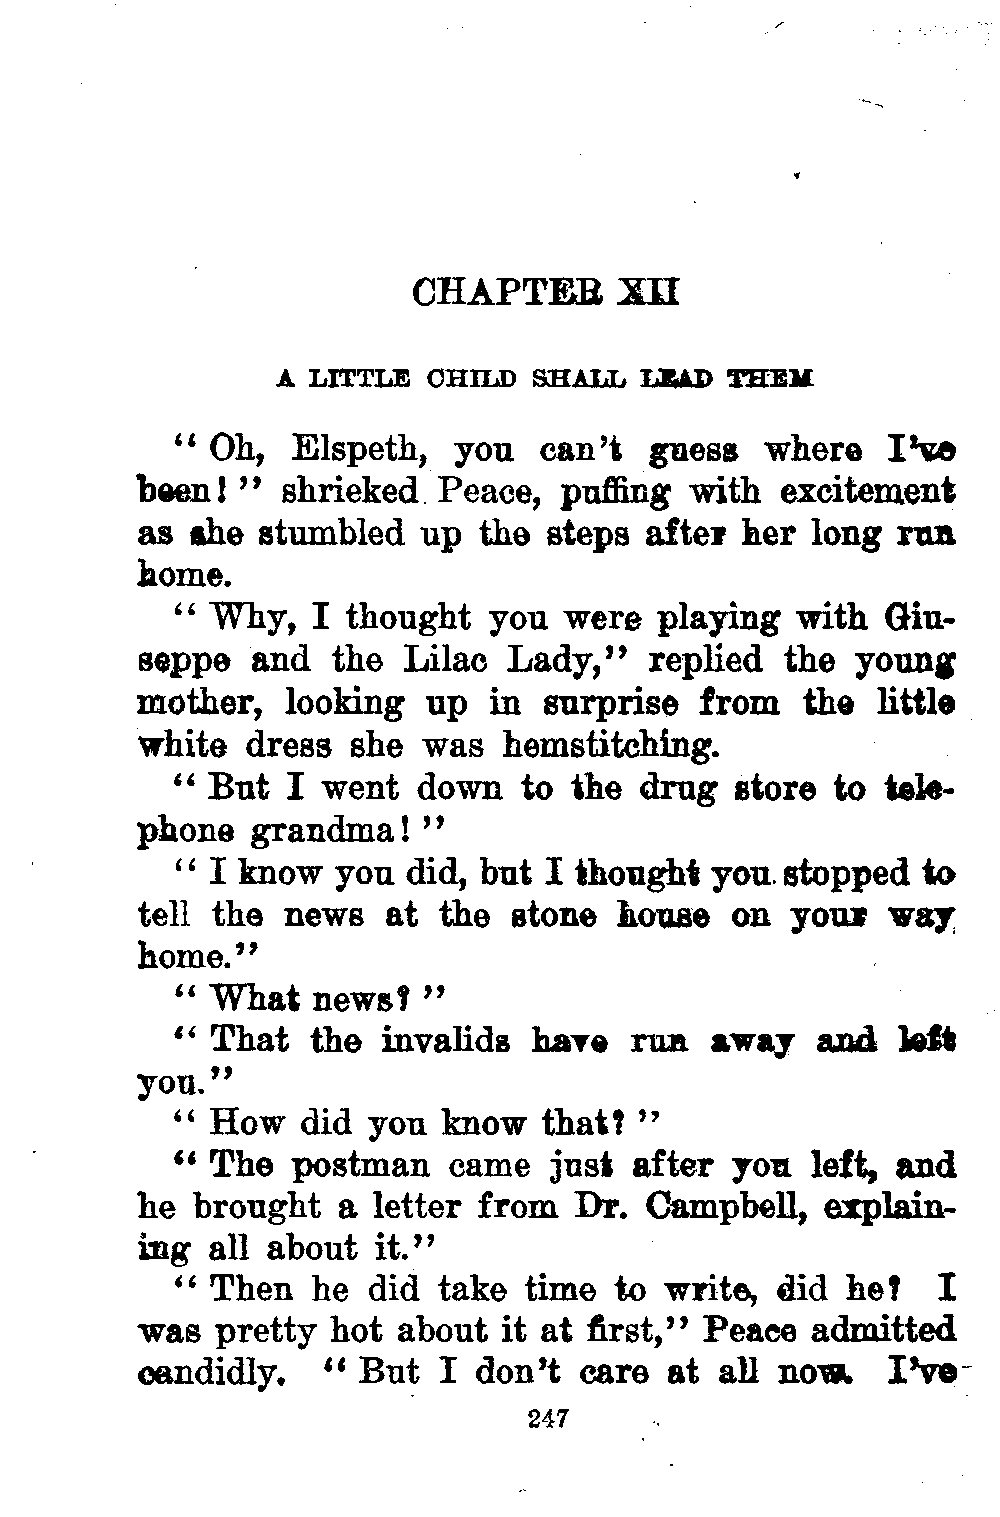 CHAPTER XII
A LITTLE CHILD SHALL LEAD THEM
“ Oh, Elspeth, you can’t guess where I’ve
been! ” shrieked Peace, puffing with excitement
as she stumbled up the steps after her long run
home.
“ Why, I thought you were playing with Giu-
seppe and the Lilac Lady,” replied the young
mother, looking up in surprise from the little
white dress she was hemstitching.
“ But I went down to the drug store to tele-
phone grandma! ”
“ I know you did, but I thought you stopped to
tell the news at the stone house on your way
home.”
“ What news? ”
“ That the invalids have run away and left
you.”
“ How did you know that? ”
“ The postman came just after you left, and
he brought a letter from Dr. Campbell, explain-
ing all about it.”
“ Then he did take time to write, did he? I
was pretty hot about it at first,” Peace admitted
candidly. “ But I don’t care at all now. I’ve
247